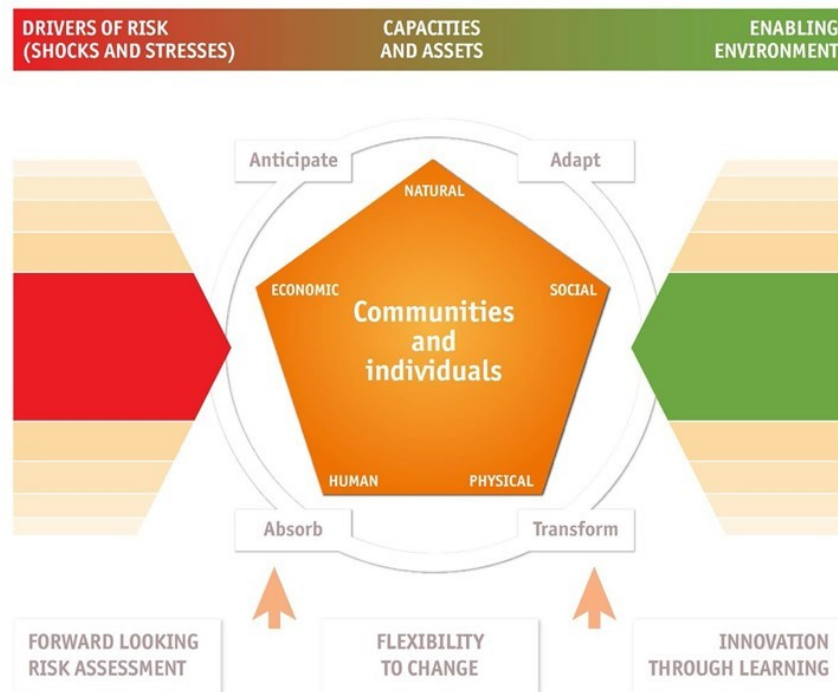 DRIVERS OF RISK
(SHOCKS AND STRESSES)
CAPACITIES
AND ASSETS
ENABLING
ENVIRONMENT
Anticipate
Adapt
NATURAL
ECONOMIC
SOCIAL
Communities
and
individuals
HUMAN
PHYSICAL
Absorb
Transform
FORWARD LOOKING
RISK ASSESSMENT
FLEXIBILITY
TO CHANGE
INNOVATION
THROUGH LEARNING